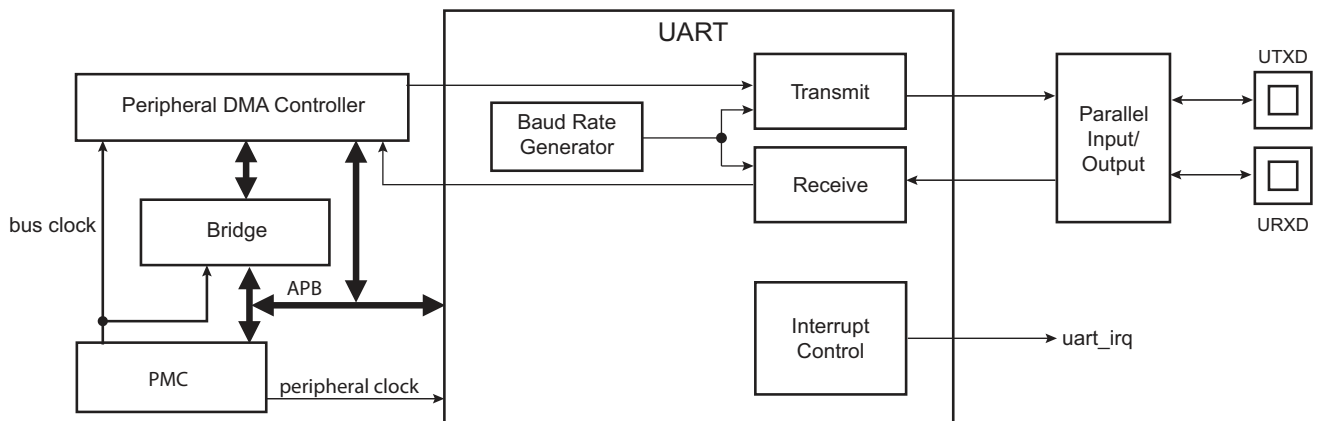 UART
UTXD
Peripheral DMA Controller
Transmit
Baud Rate
Generator
Parallel
Input/
Output
Receive
bus clock
Bridge
URXD
APB
Interrupt
Control
uart_irq
PMC
peripheral clock